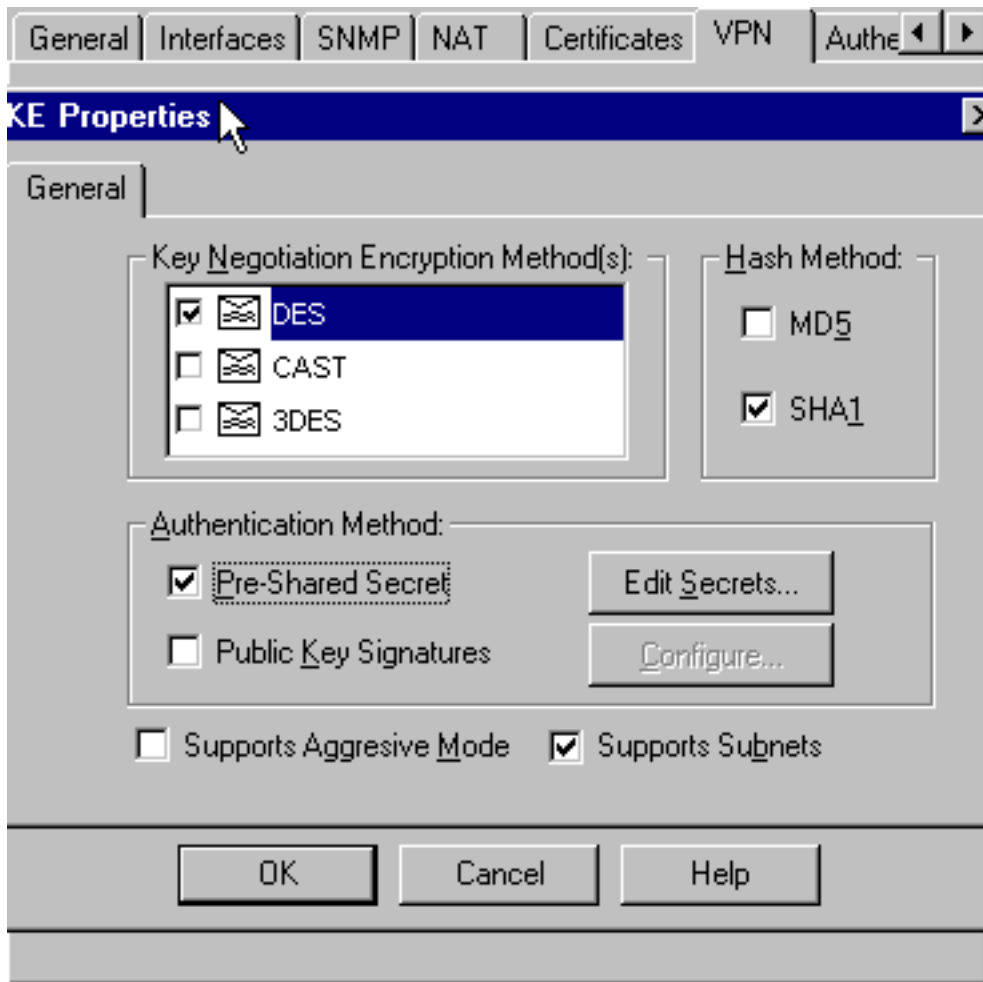 General Interfaces SNMP NAT Certificates VPN Authe
KE Properties
General
Key Negotiation Encryption Method(s):
Hash Method:
DES
CAST
3DES
MD5
SHA1
Authentication Method:
Pre-Shared Secret
Edit Secrets...
Public Key Signatures
Configure...
Supports Aggresive Mode
Supports Subnets
OK Cancel Help